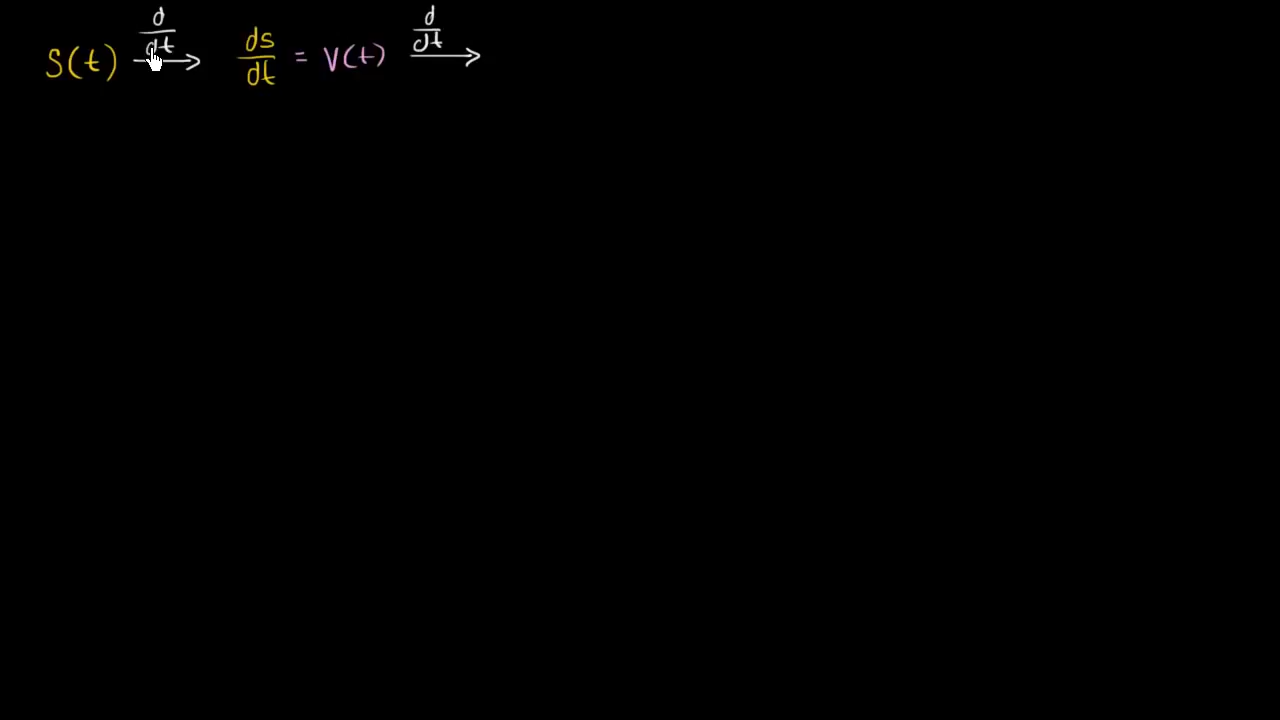 S(t) d/dt → ds/dt = v(t) d/dt →